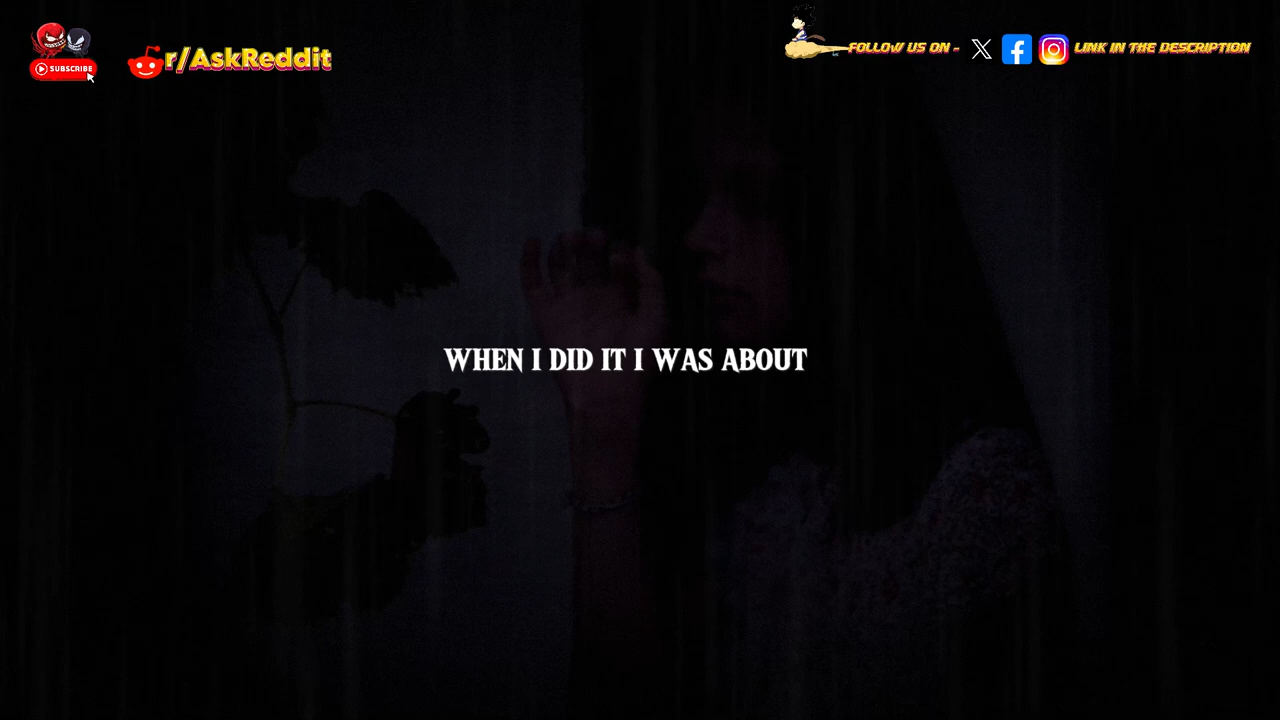 SUBSCRIBE
r/AskReddit
FOLLOW US ON -
LINK IN THE DESCRIPTION
WHEN I DID IT I WAS ABOUT